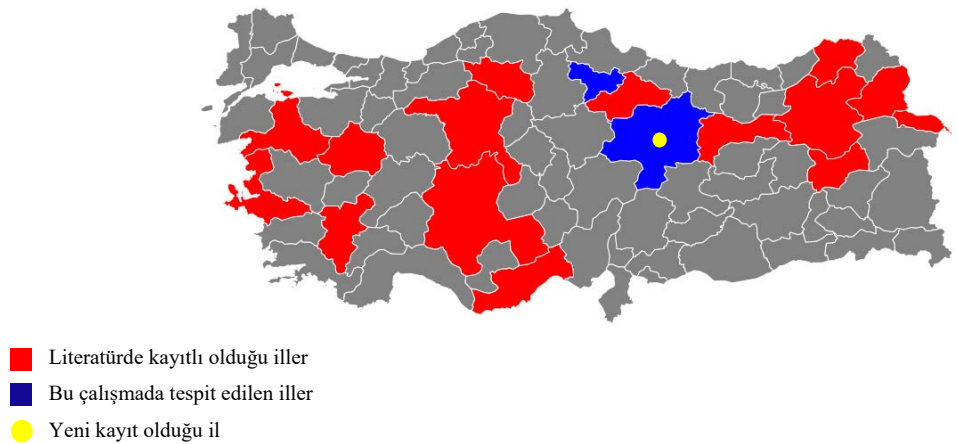 Literatürde kayıtlı olduğu iller
Bu çalışmada tespit edilen iller
Yeni kayıt olduğu il